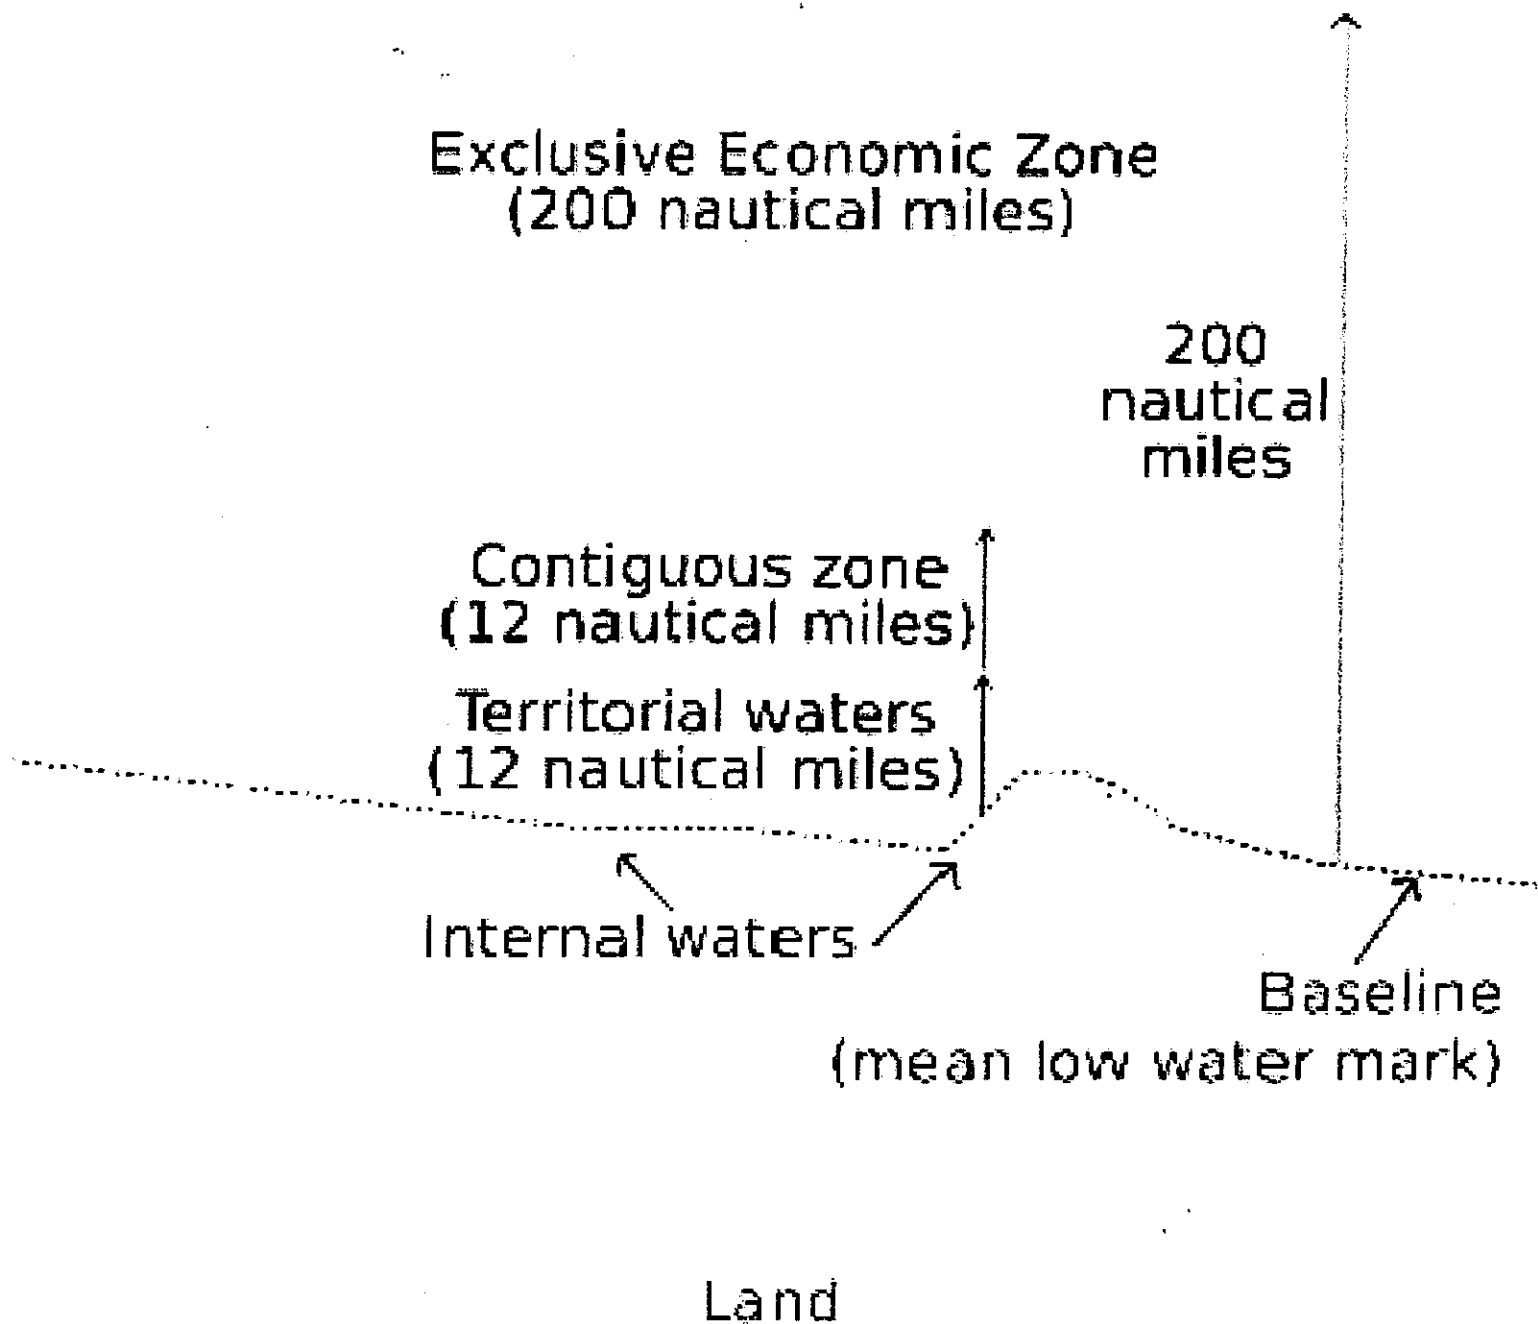 Exclusive Economic Zone
(200 nautical miles)
200
nautical
miles
Contiguous zone
(12 nautical miles)
Territorial waters
(12 nautical miles)
Internal waters
Baseline
(mean low water mark)
Land